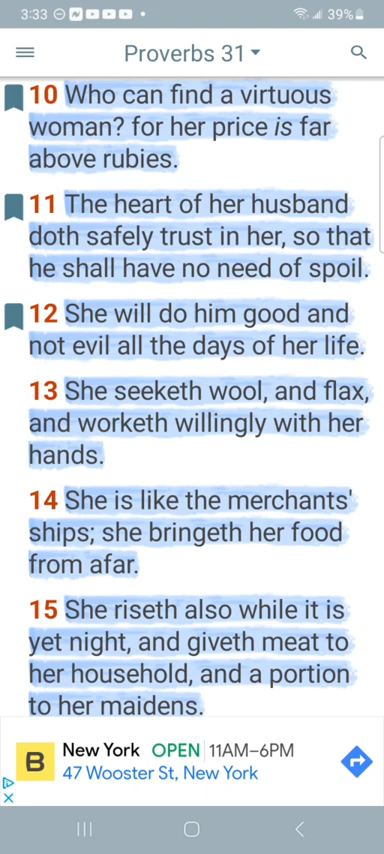 3:33 39%
Proverbs 31
10 Who can find a virtuous
woman? for her price is far
above rubies.
11 The heart of her husband
doth safely trust in her, so that
he shall have no need of spoil.
12 She will do him good and
not evil all the days of her life.
13 She seeketh wool, and flax,
and worketh willingly with her
hands.
14 She is like the merchants'
ships; she bringeth her food
from afar.
15 She riseth also while it is
yet night, and giveth meat to
her household, and a portion
to her maidens.
B New York OPEN 11AM–6PM
47 Wooster St, New York